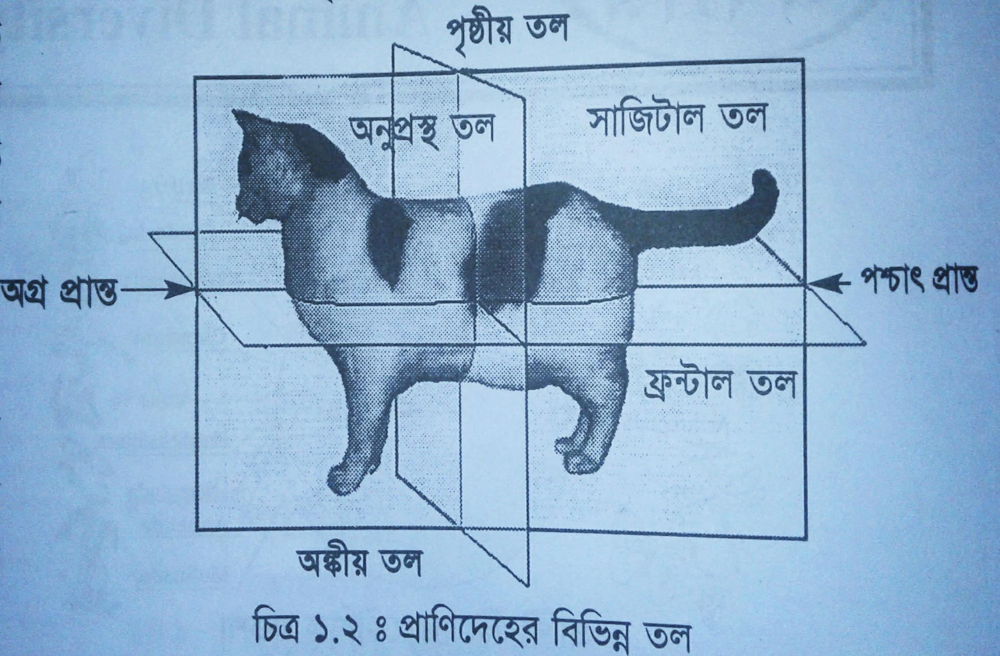 পৃষ্ঠীয় তল
অনুপ্রস্থ তল
সাজিটাল তল
অগ্র প্রান্ত
পশ্চাৎ প্রান্ত
ফ্রন্টাল তল
অঙ্কীয় তল
চিত্র ১.২ : প্রাণিদেহের বিভিন্ন তল